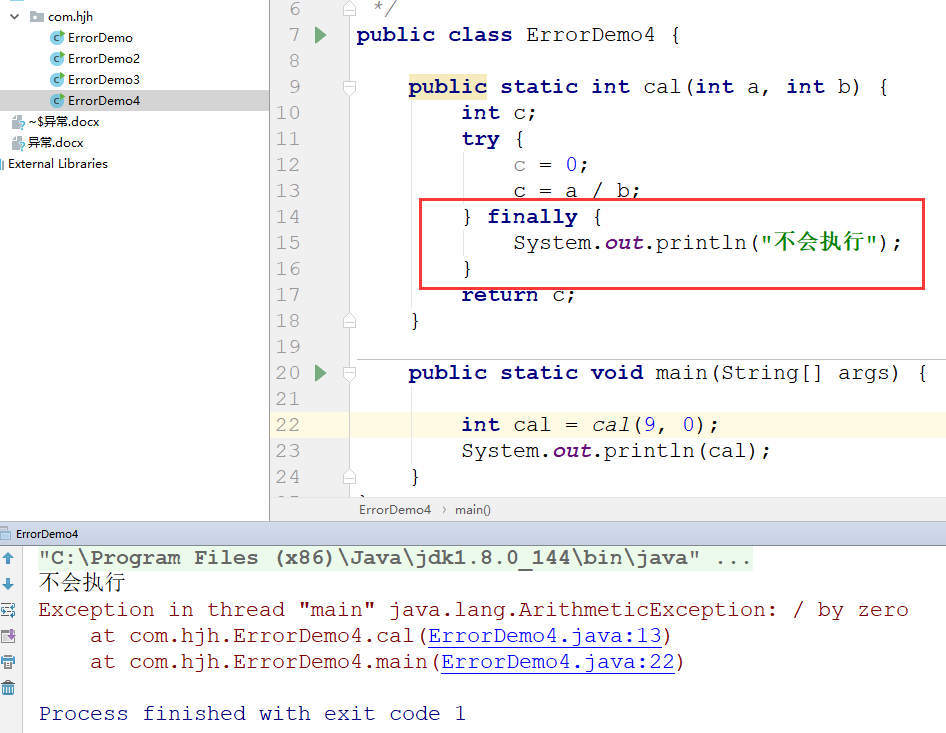 com.hjh
ErrorDemo
ErrorDemo2
ErrorDemo3
ErrorDemo4
~$异常.docx
异常.docx
External Libraries
6 */
7 public class ErrorDemo4 {
8
9 public static int cal(int a, int b) {
10 int c;
11 try {
12 c = 0;
13 c = a / b;
14 } finally {
15 System.out.println("不会执行");
16 }
17 return c;
18 }
19
20 public static void main(String[] args) {
21
22 int cal = cal(9, 0);
23 System.out.println(cal);
24 }
ErrorDemo4 › main()
ErrorDemo4
"C:\Program Files (x86)\Java\jdk1.8.0_144\bin\java" ...
不会执行
Exception in thread "main" java.lang.ArithmeticException: / by zero
at com.hjh.ErrorDemo4.cal(ErrorDemo4.java:13)
at com.hjh.ErrorDemo4.main(ErrorDemo4.java:22)
Process finished with exit code 1